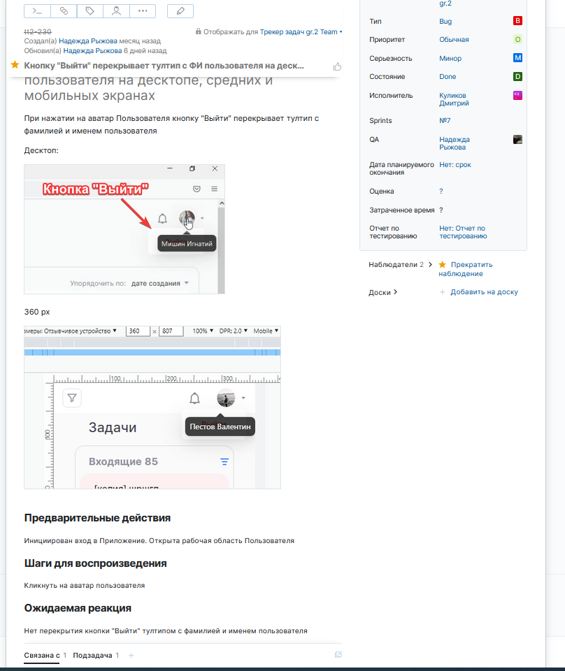 tt2-230
Отображать для Трекер задач gr.2 Team
Создал(а) Надежда Рыжова месяц назад
Обновил(а) Надежда Рыжова 6 дней назад
Кнопку "Выйти" перекрывает тултип с ФИ пользователя на деск...
пользователя на десктопе, средних и
мобильных экранах
При нажатии на аватар Пользователя кнопку "Выйти" перекрывает тултип с
фамилией и именем пользователя
Десктоп:
Кнопка "Выйти"
Мишин Игнатий
Упорядочить по: дате создания
360 px
меры: Отзывчивое устройство
360 × 807 100% DPR: 2.0 Mobile
100 200 300
Пестов Валентин
Задачи
Входящие 85
Предварительные действия
Инициирован вход в Приложение. Открыта рабочая область Пользователя
Шаги для воспроизведения
Кликнуть на аватар пользователя
Ожидаемая реакция
Нет перекрытия кнопки "Выйти" тултипом с фамилией и именем пользователя
Связана с 1 Подзадача 1 +
gr.2
Тип Bug B
Приоритет Обычная O
Серьезность Минор M
Состояние Done D
Исполнитель Куликов
Дмитрий
Sprints №7
QA Надежда
Рыжова
Дата планируемого
окончания Нет: срок
Оценка ?
Затраченное время ?
Отчет по
тестированию Нет: Отчет по
тестированию
Наблюдатели 2 Прекратить
наблюдение
Доски + Добавить на доску